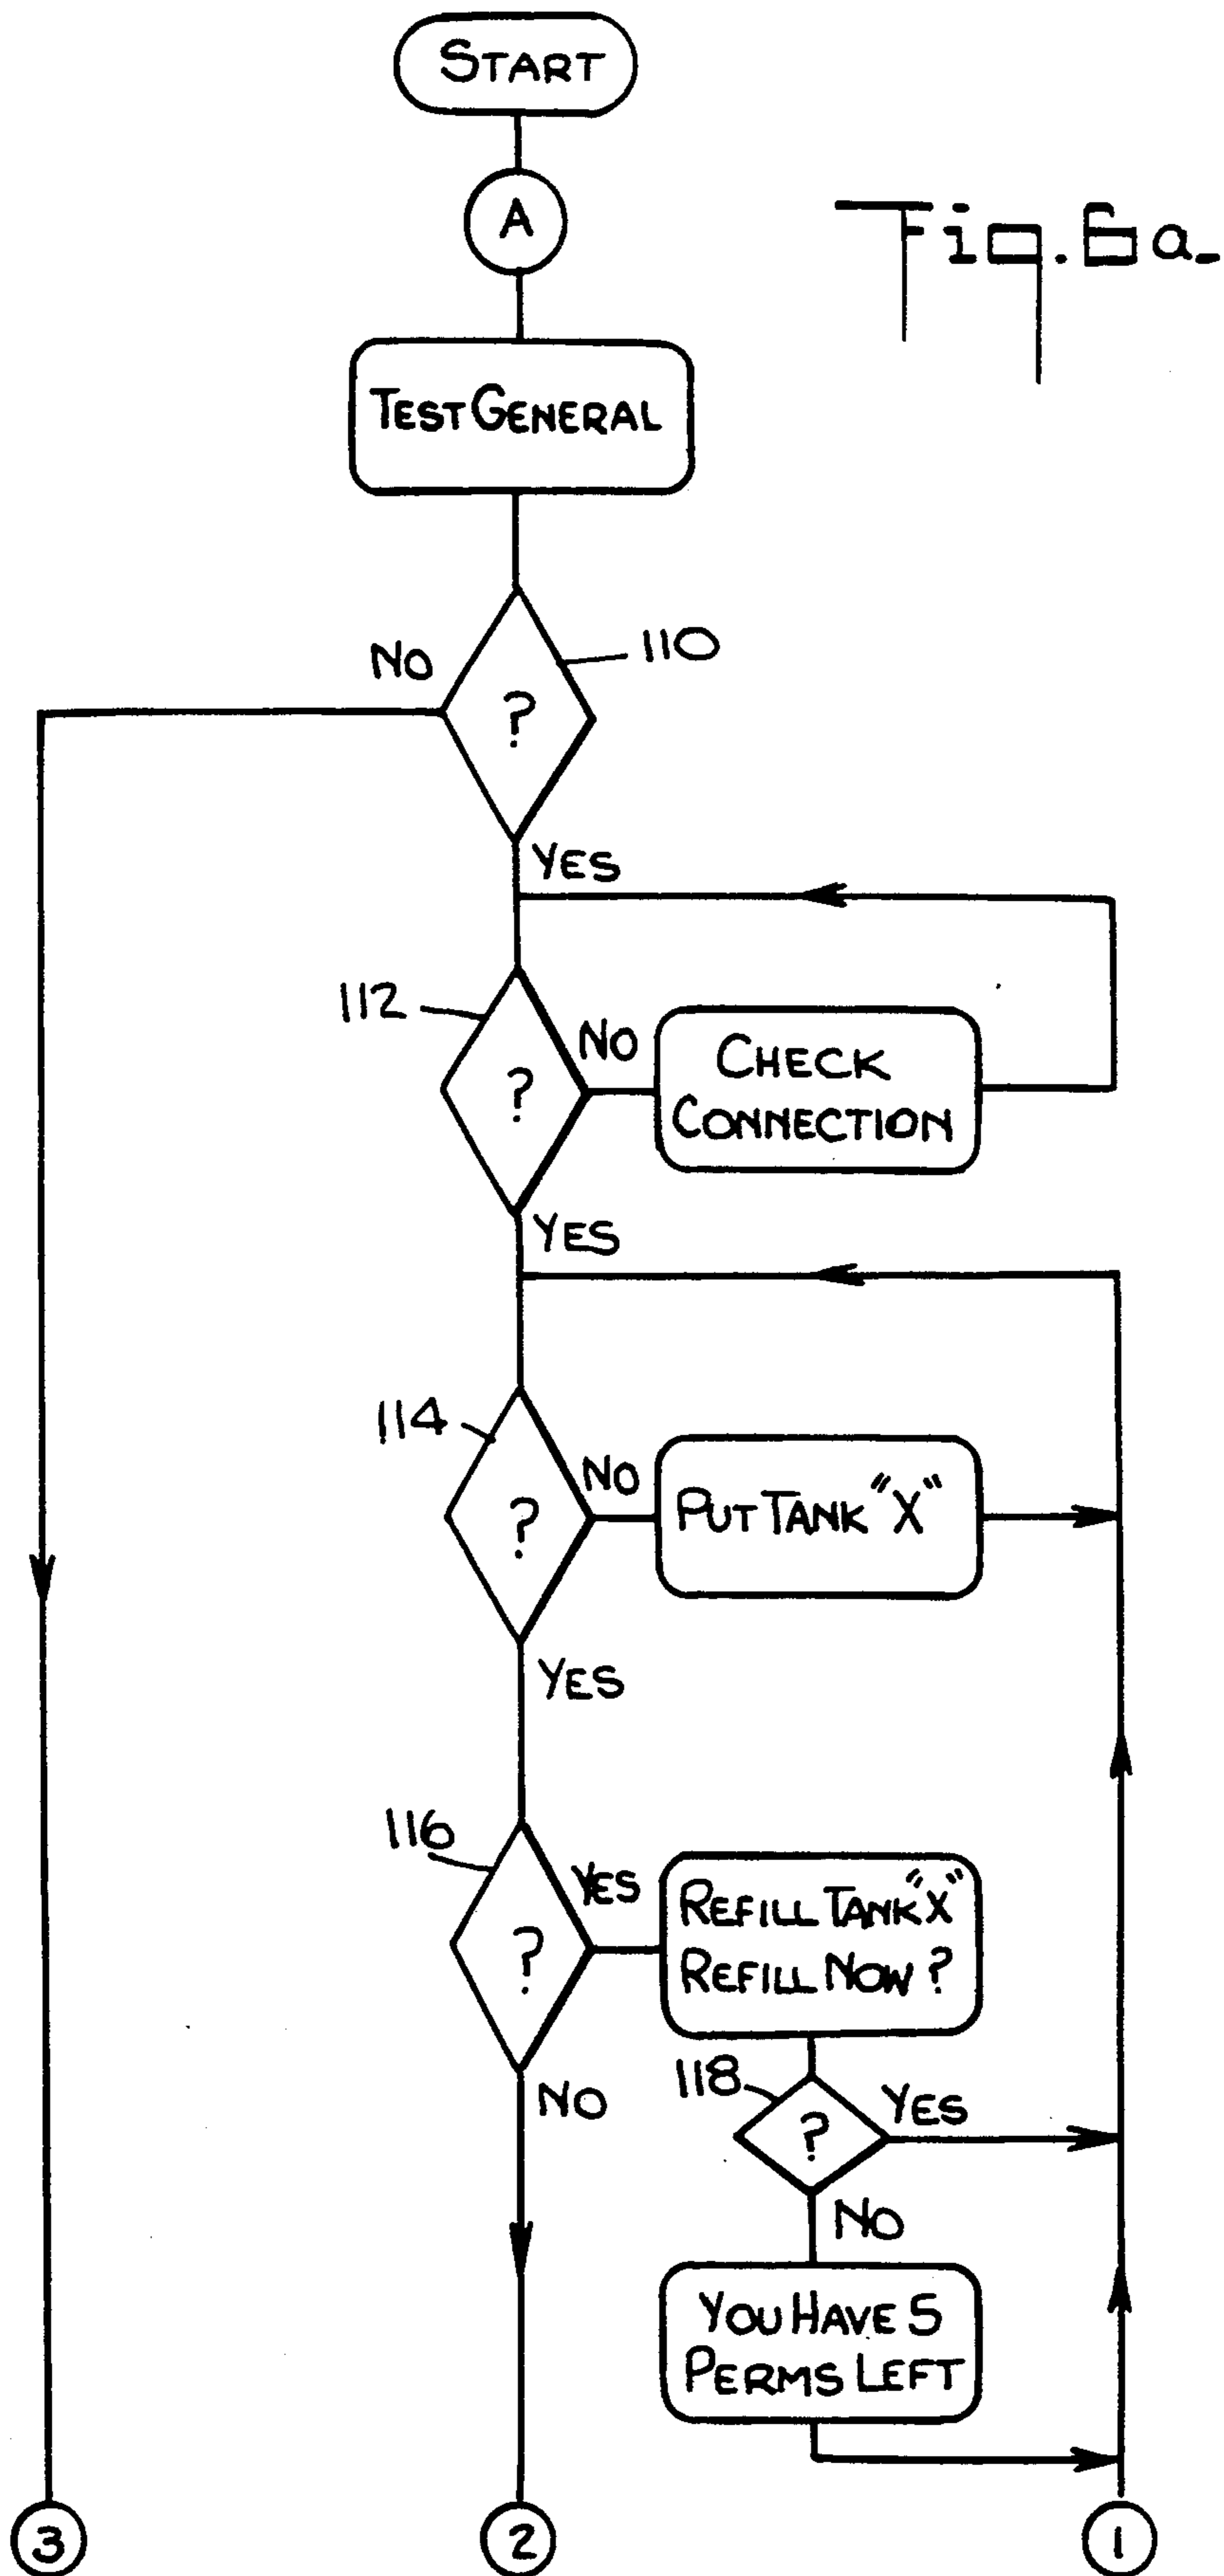 START
A
Fig. 6a.
TEST GENERAL
NO
110
?
YES
112
NO
?
CHECK
CONNECTION
YES
114
NO
?
PUT TANK "X"
YES
116
YES
?
REFILL TANK "X"
REFILL NOW ?
NO
118
YES
?
NO
YOU HAVE 5
PERMS LEFT
3
2
1